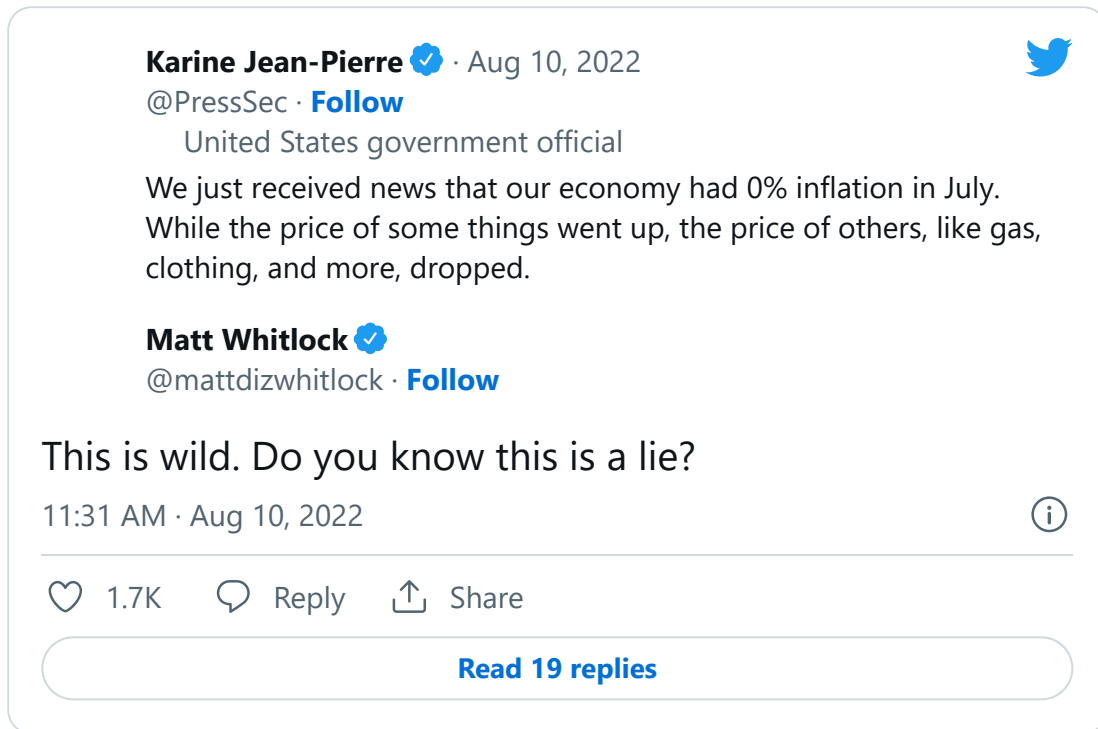 Karine Jean-Pierre · Aug 10, 2022
@PressSec · Follow
United States government official
We just received news that our economy had 0% inflation in July.
While the price of some things went up, the price of others, like gas,
clothing, and more, dropped.
Matt Whitlock
@mattdizwhitlock · Follow
This is wild. Do you know this is a lie?
11:31 AM · Aug 10, 2022
1.7K Reply Share
Read 19 replies